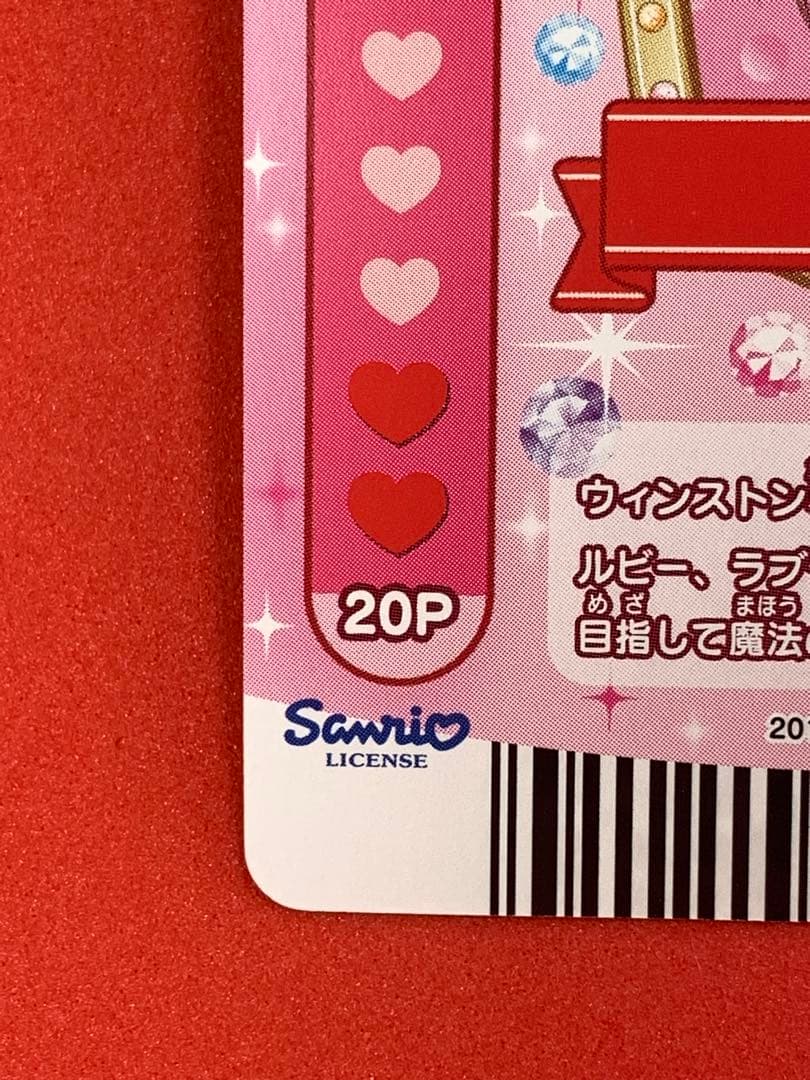 ウィンストン
ルビー、ラブ
めざ まほう
目指して魔法
20P
Sanrio
LICENSE
201